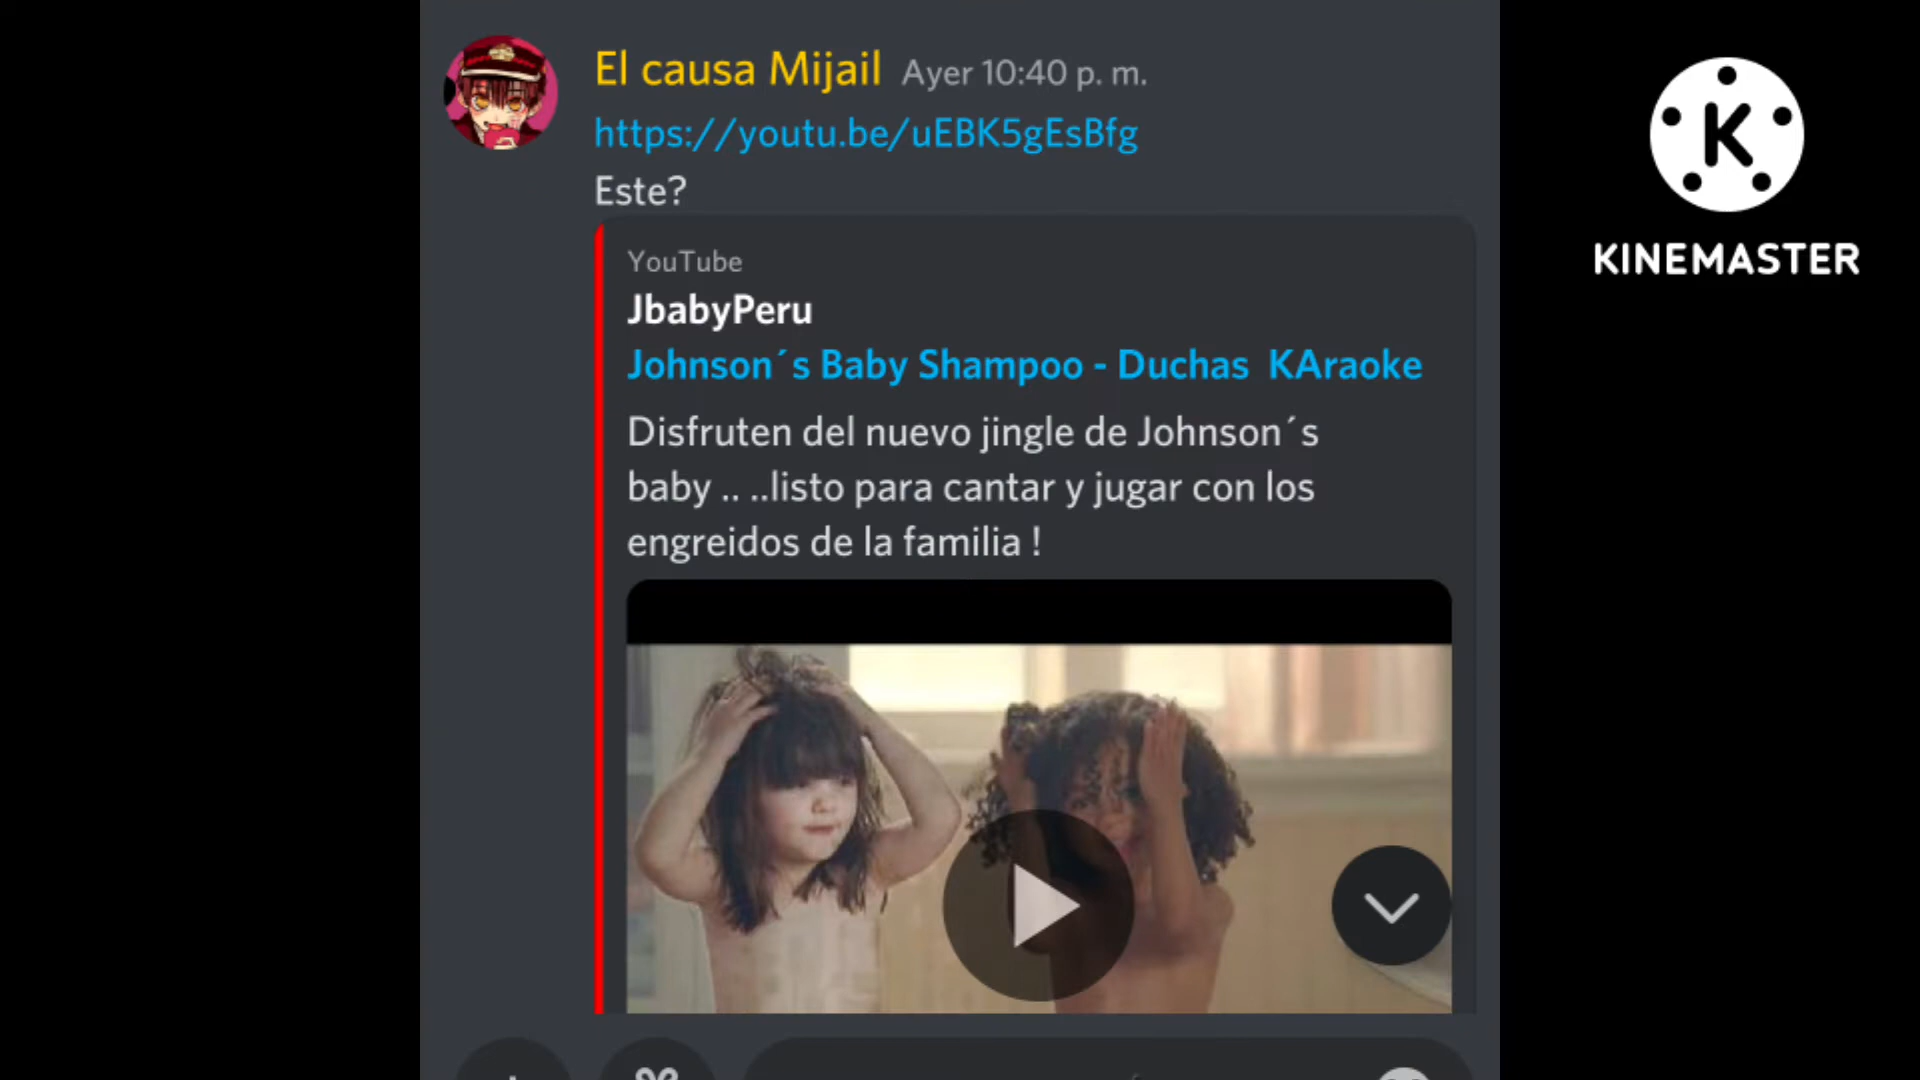 El causa Mijail Ayer 10:40 p. m.
https://youtu.be/uEBK5gEsBfg
Este?
YouTube
JbabyPeru
Johnson´s Baby Shampoo - Duchas KAraoke
Disfruten del nuevo jingle de Johnson´s
baby .. ..listo para cantar y jugar con los
engreidos de la familia !
K
KINEMASTER